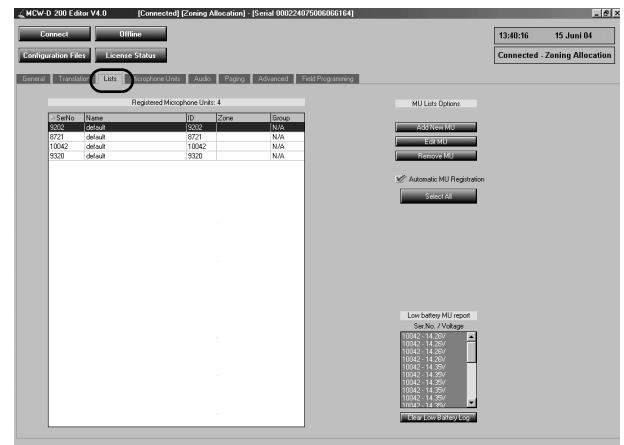 MCW-D 200 Editor V4.0 [Connected] [Zoning Allocation] - [Serial 000224075006066164]
Connect Offline
13:40:16 15 Juni 04
Configuration Files License Status
Connected - Zoning Allocation
General Translation Lists Microphone Units Audio Paging Advanced Field Programming
Registered Microphone Units: 4
SerNo Name ID Zone Group
9202 default 9202 N/A
8721 default 8721 N/A
10042 default 10042 N/A
9320 default 9320 N/A
MU Lists Options
Add New MU
Edit MU
Remove MU
Automatic MU Registration
Select All
Low battery MU report
Ser.No. / Voltage
10042 - 14.26V
10042 - 14.26V
10042 - 14.26V
10042 - 14.26V
10042 - 14.35V
10042 - 14.35V
10042 - 14.35V
10042 - 14.43V
10042 - 14.43V
10042 - 14.35V
Clear Low Battery Log